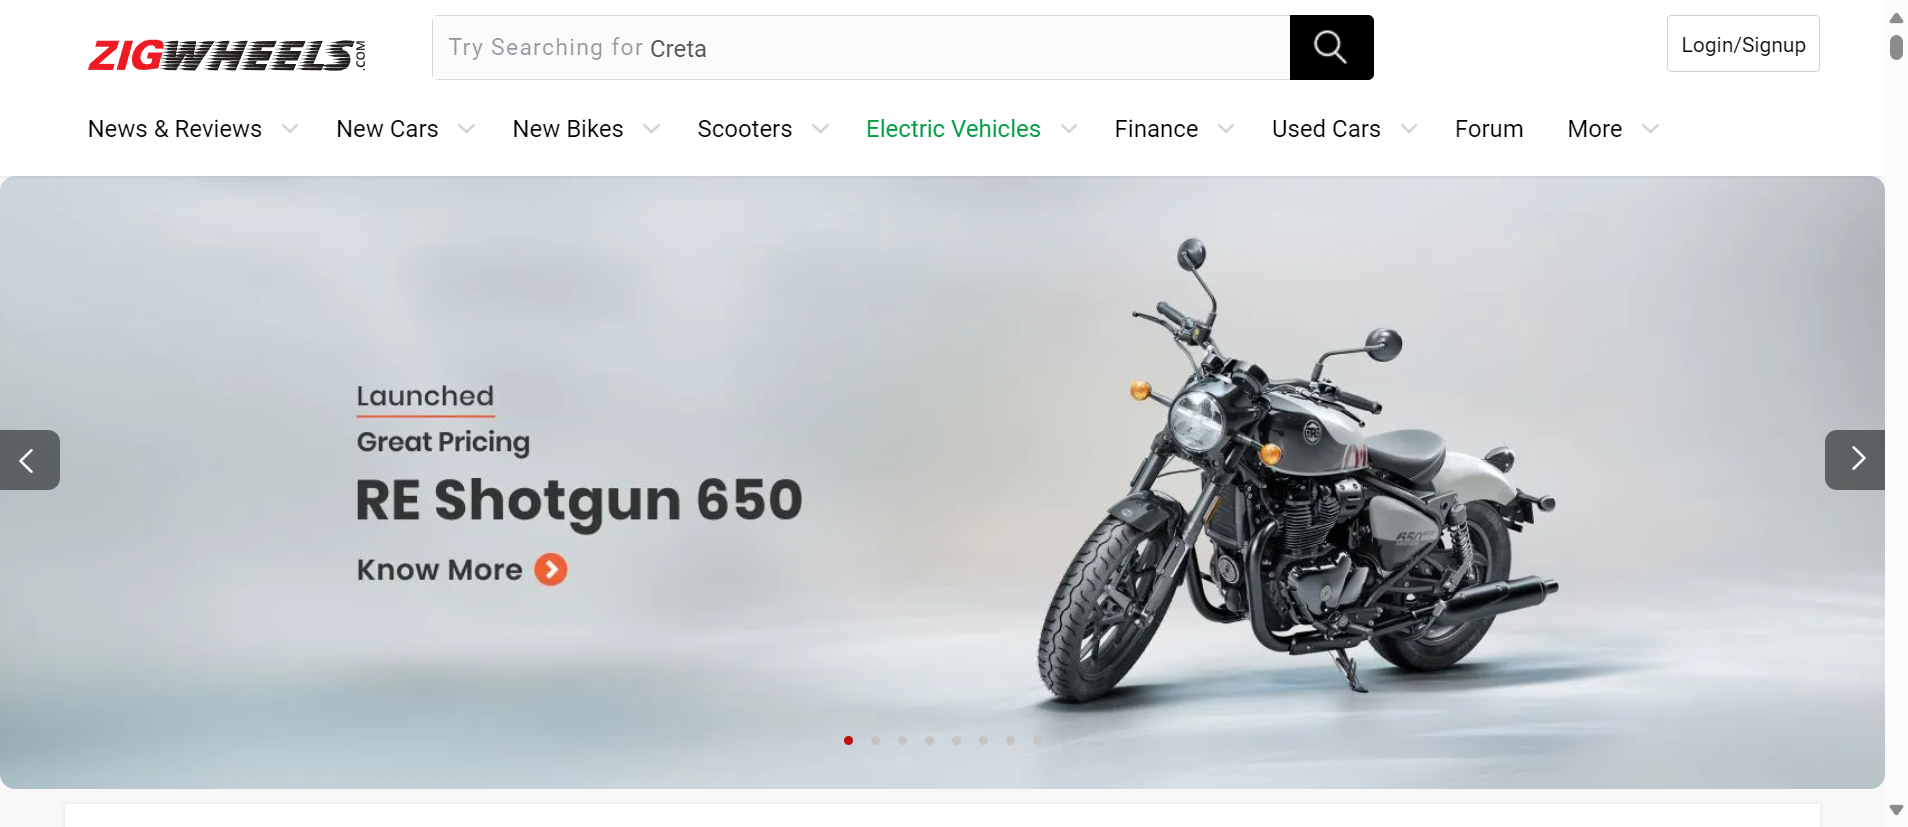 ZIGWHEELS.COM
Try Searching for Creta
Login/Signup
News & Reviews
New Cars
New Bikes
Scooters
Electric Vehicles
Finance
Used Cars
Forum
More
Launched
Great Pricing
RE Shotgun 650
Know More
650